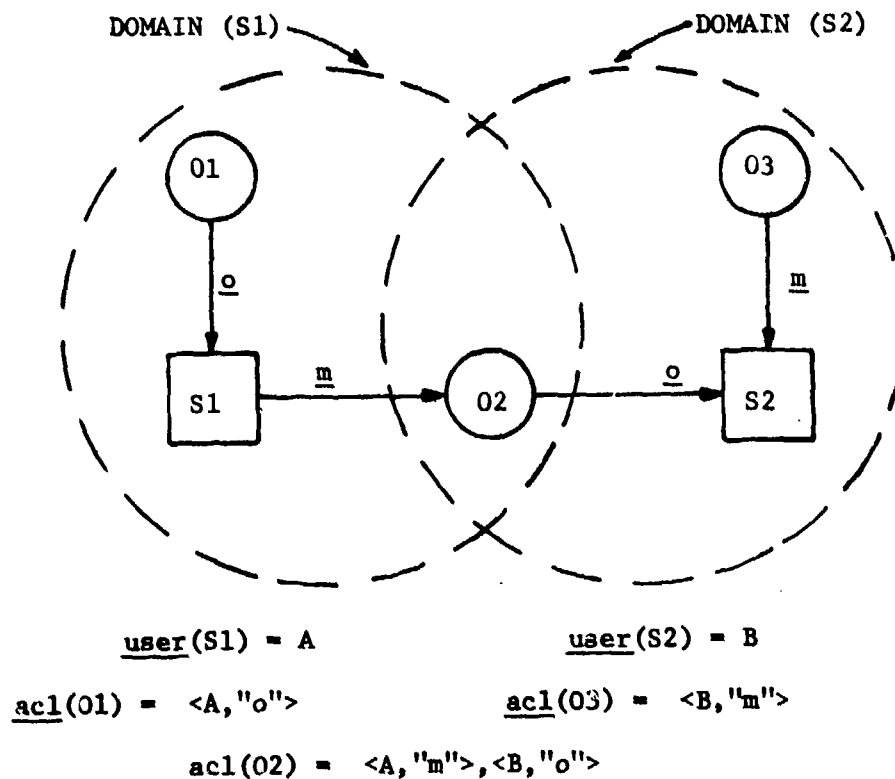 DOMAIN (S1) DOMAIN (S2)
O1 O3
o m
m o
S1 O2 S2
user(S1) = A user(S2) = B
acl(O1) = <A,"o"> acl(O3) = <B,"m">
acl(O2) = <A,"m">,<B,"o">